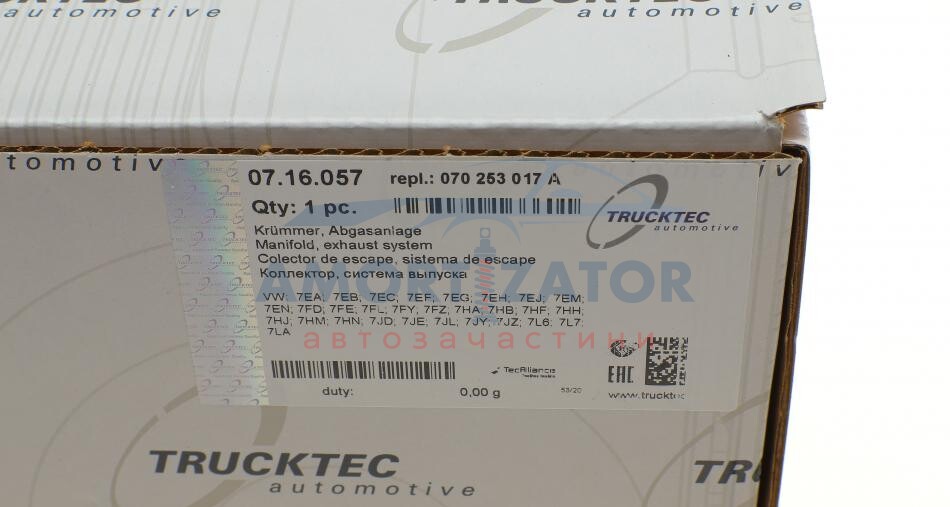 TRUCKTEC
automotive
automotive
automotive
07.16.057 repl.: 070 253 017 A
Qty: 1 pc.
TRUCKTEC
automotive
Krümmer, Abgasanlage
Manifold, exhaust system
Colector de escape, sistema de escape
Коллектор, система выпуска
AMORTIZATOR
VW: 7EA; 7EB; 7EC; 7EF; 7EG; 7EH; 7EJ; 7EM;
7EN; 7FD; 7FE; 7FL; 7FY; 7FZ; 7HA; 7HB; 7HF; 7HH;
7HJ; 7HM; 7HN; 7JD; 7JE; 7JL; 7JY; 7JZ; 7L6; 7L7;
7LA
автозачастини
TecAlliance
EAC
duty: 0,00 g 53/20
www.trucktec
TRUCKTEC
automotive
TRU